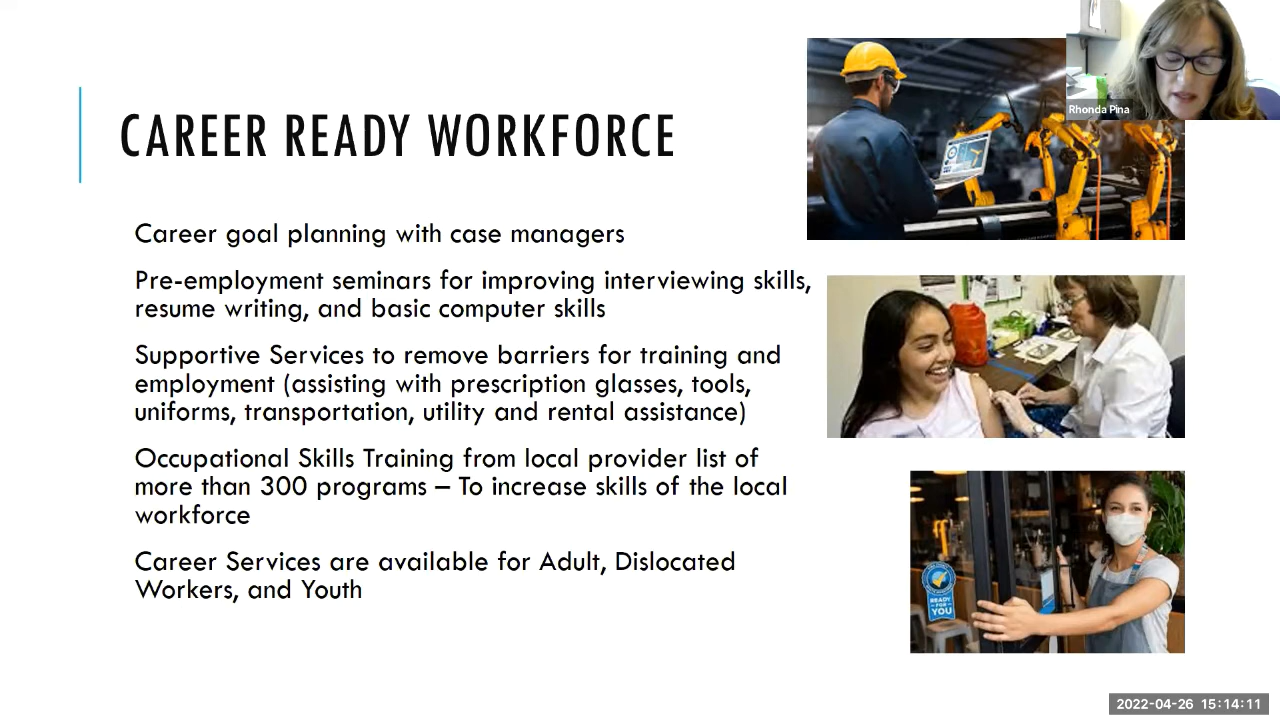 CAREER READY WORKFORCE
Career goal planning with case managers
Pre-employment seminars for improving interviewing skills,
resume writing, and basic computer skills
Supportive Services to remove barriers for training and
employment (assisting with prescription glasses, tools,
uniforms, transportation, utility and rental assistance)
Occupational Skills Training from local provider list of
more than 300 programs – To increase skills of the local
workforce
Career Services are available for Adult, Dislocated
Workers, and Youth
Rhonda Pina
READY
FOR
YOU
2022-04-26 15:14:11